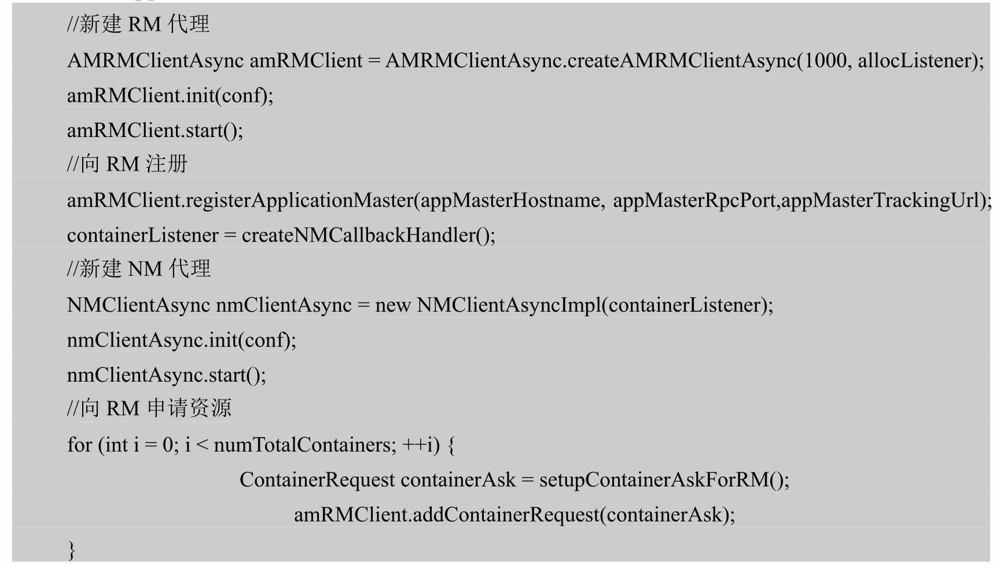 //新建 RM 代理
AMRMClientAsync amRMClient = AMRMClientAsync.createAMRMClientAsync(1000, allocListener);
amRMClient.init(conf);
amRMClient.start();
//向 RM 注册
amRMClient.registerApplicationMaster(appMasterHostname, appMasterRpcPort,appMasterTrackingUrl);
containerListener = createNMCallbackHandler();
//新建 NM 代理
NMClientAsync nmClientAsync = new NMClientAsyncImpl(containerListener);
nmClientAsync.init(conf);
nmClientAsync.start();
//向 RM 申请资源
for (int i = 0; i < numTotalContainers; ++i) {
ContainerRequest containerAsk = setupContainerAskForRM();
amRMClient.addContainerRequest(containerAsk);
}